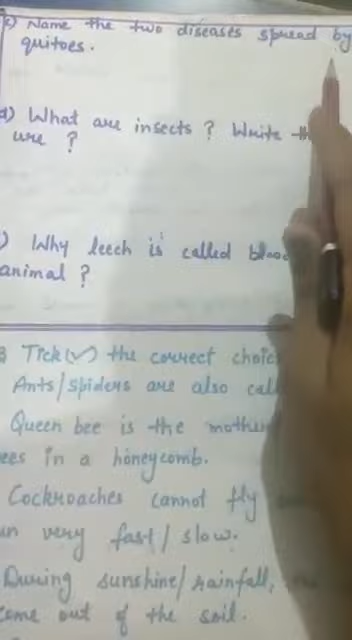 c) Name the two diseases spread by
quitoes.
d) What are insects? Write
ure?
) Why leech is called
animal?
3 Tick(✓) the correct
Ants/spiders are also
Queen bee is the
ees in a honeycomb.
Cockroaches cannot fly
un very fast/slow.
During sunshine/rainfall,
come out of the soil.